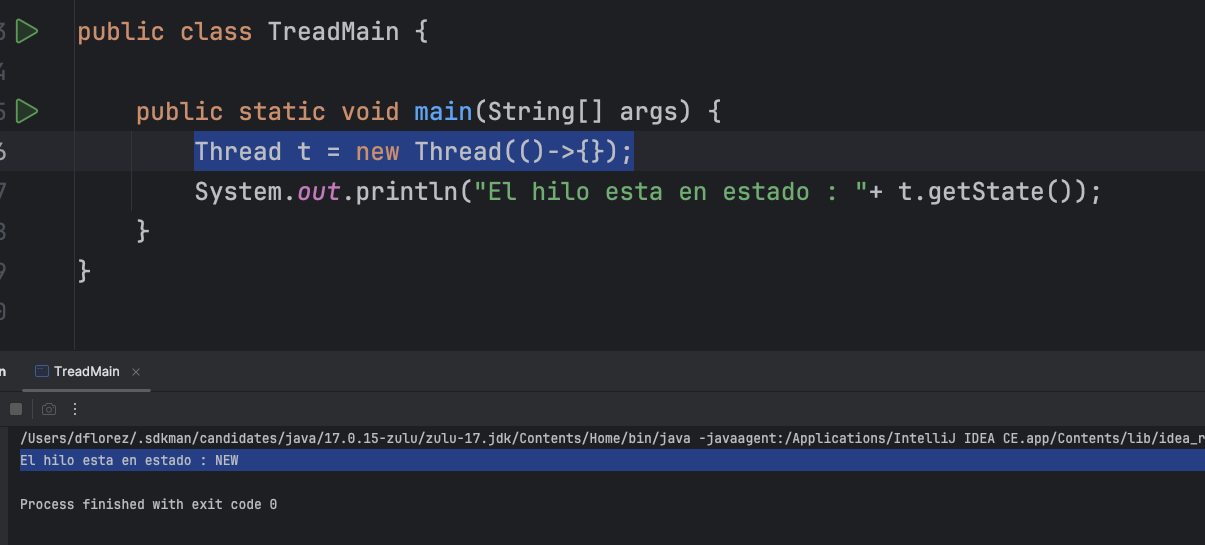 3 public class TreadMain {
4
5 public static void main(String[] args) {
6 Thread t = new Thread(()->{});
7 System.out.println("El hilo esta en estado : "+ t.getState());
8 }
9 }
0
n TreadMain ×
/Users/dflorez/.sdkman/candidates/java/17.0.15-zulu/zulu-17.jdk/Contents/Home/bin/java -javaagent:/Applications/IntelliJ IDEA CE.app/Contents/lib/idea_r
El hilo esta en estado : NEW
Process finished with exit code 0